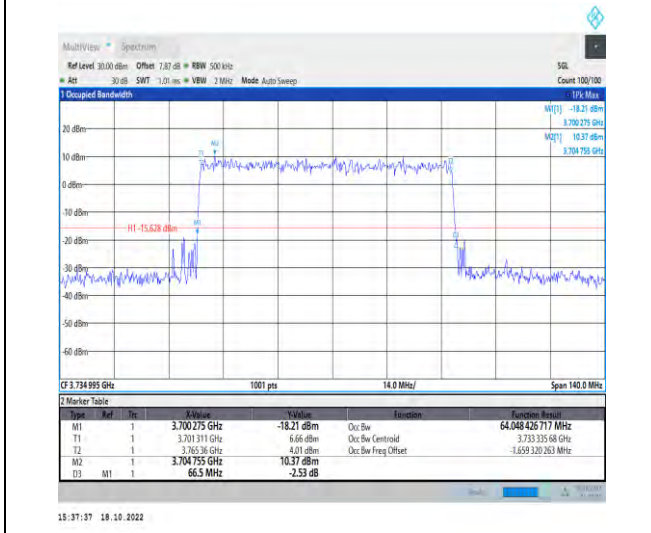 MultiView Spectrum
Ref Level 30.00 dBm Offset 7.87 dB RBW 500 kHz SGL
Att 30 dB SWT 1.01 ms VBW 2 MHz Mode Auto Sweep Count 100/100
1 Occupied Bandwidth 1Pk Max
M1[1] -18.21 dBm
3.700 275 GHz
M2[1] 10.37 dBm
3.704 755 GHz
20 dBm
M2
T1
T2
10 dBm
0 dBm
-10 dBm
H1 -15.628 dBm
M1
-20 dBm
D3
-30 dBm
-40 dBm
-50 dBm
-60 dBm
CF 3.734 995 GHz 1001 pts 14.0 MHz/ Span 140.0 MHz
2 Marker Table
Type Ref Trc X-Value Y-Value Function Function Result
M1 1 3.700 275 GHz -18.21 dBm Occ Bw 64.048 426 717 MHz
T1 1 3.701 311 GHz 6.66 dBm Occ Bw Centroid 3.733 335 68 GHz
T2 1 3.765 36 GHz 4.01 dBm Occ Bw Freq Offset -1.659 320 263 MHz
M2 1 3.704 755 GHz 10.37 dBm
D3 M1 1 66.5 MHz -2.53 dB
15:37:37 18.10.2022